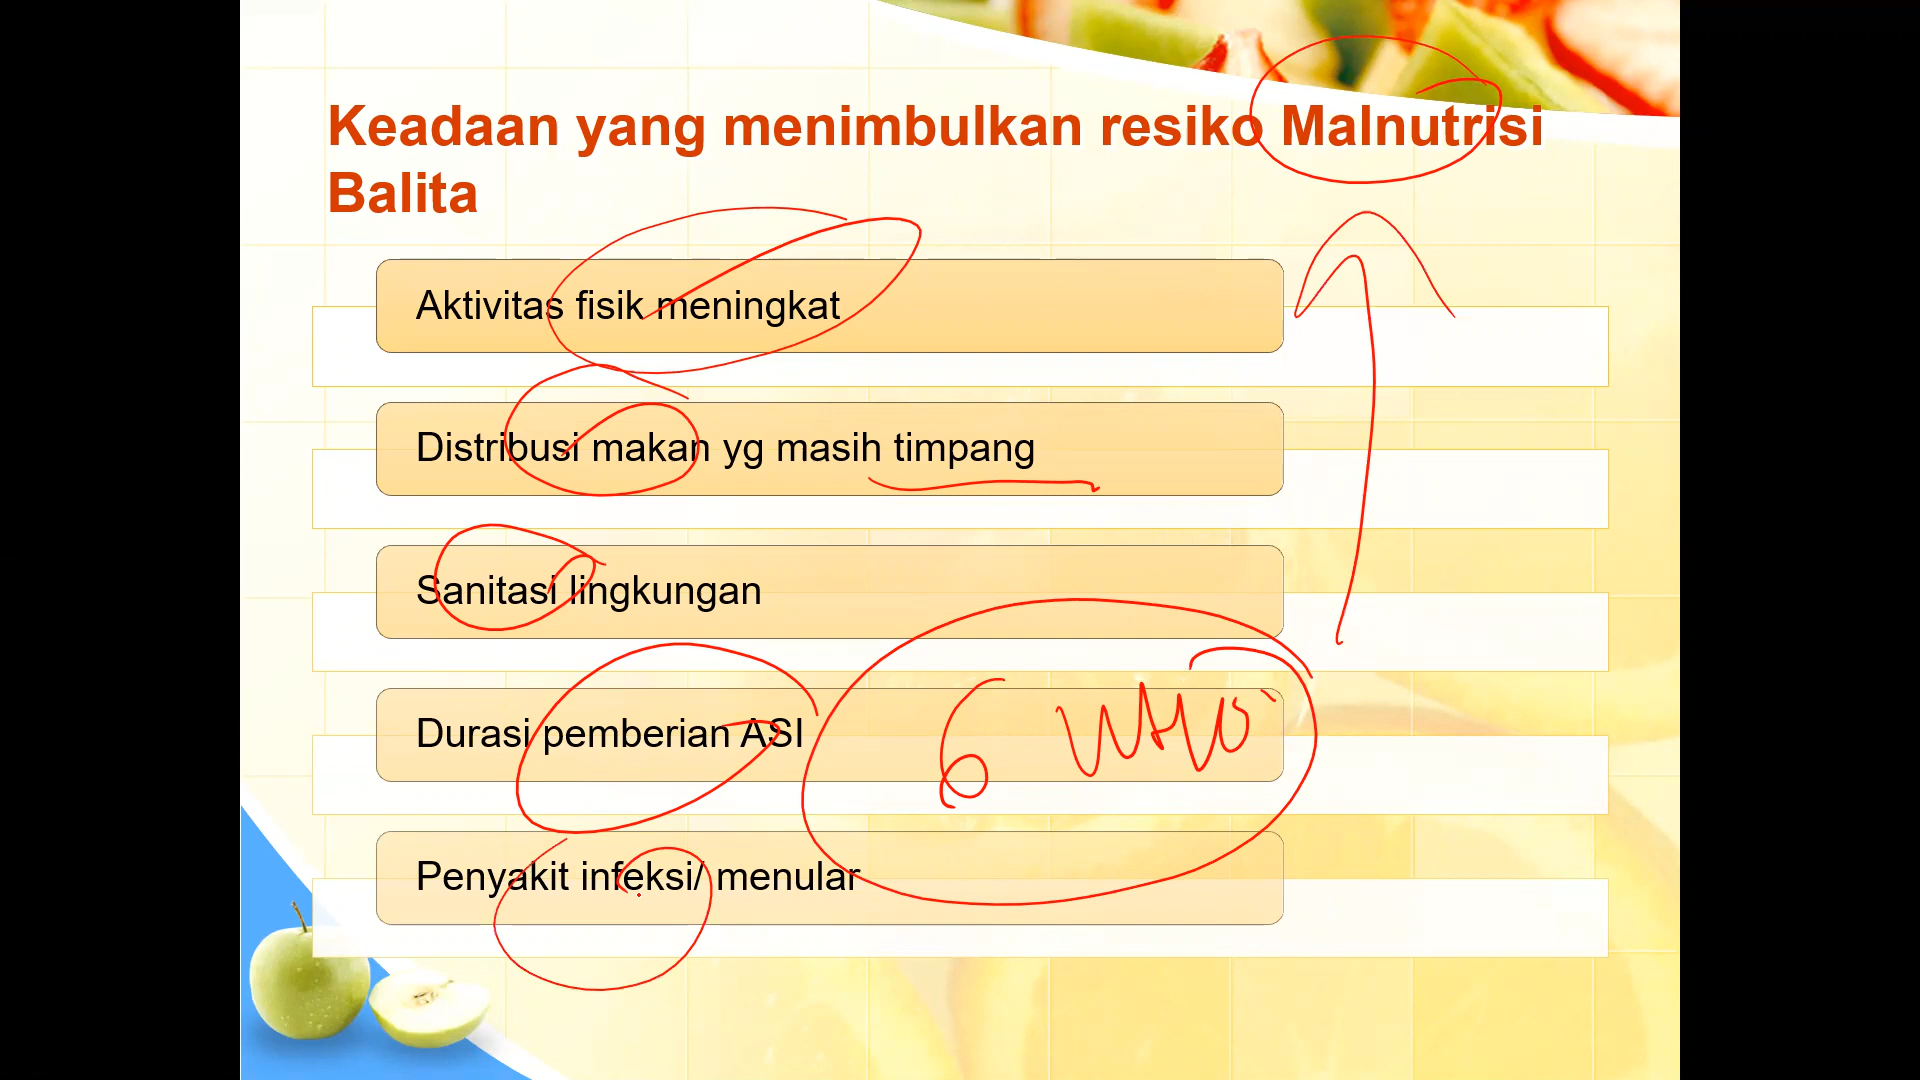 Keadaan yang menimbulkan resiko Malnutrisi
Balita
Aktivitas fisik meningkat
Distribusi makan yg masih timpang
Sanitasi lingkungan
6 WHO
Durasi pemberian ASI
Penyakit infeksi/ menular